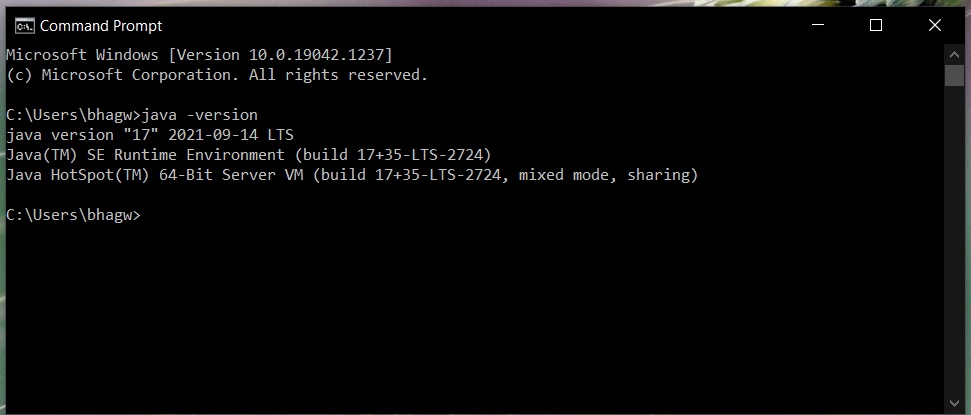 Command Prompt
Microsoft Windows [Version 10.0.19042.1237]
(c) Microsoft Corporation. All rights reserved.
C:\Users\bhagw>java -version
java version "17" 2021-09-14 LTS
Java(TM) SE Runtime Environment (build 17+35-LTS-2724)
Java HotSpot(TM) 64-Bit Server VM (build 17+35-LTS-2724, mixed mode, sharing)
C:\Users\bhagw>